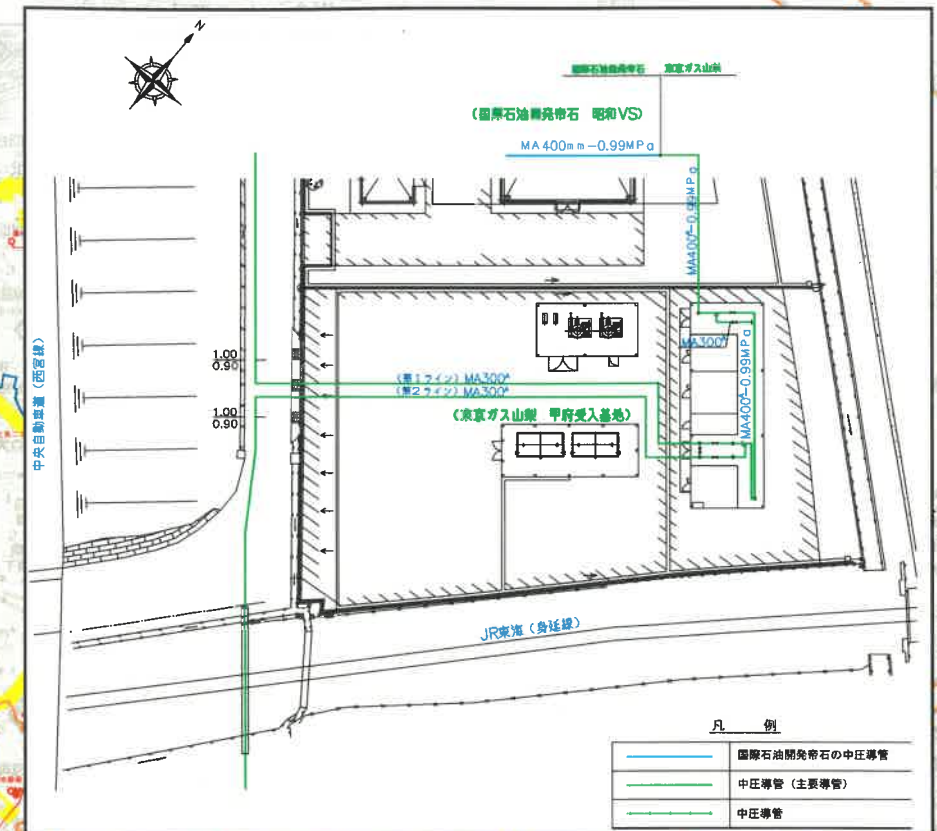 N
国際石油開発帝石 東京ガス山梨
(国際石油開発帝石 昭和VS)
MA400mm-0.99MPa
MA400ᴬ-0.99MPa
MA300ᴬ
MA400ᴬ-0.99MPa
1.00
0.90
(第1ライン) MA300ᴬ
(第2ライン) MA300ᴬ
1.00
0.90
(東京ガス山梨 甲府受入基地)
中央自動車道 (西宮線)
JR東海 (身延線)
凡 例
国際石油開発帝石の中圧導管
中圧導管 (主要導管)
中圧導管